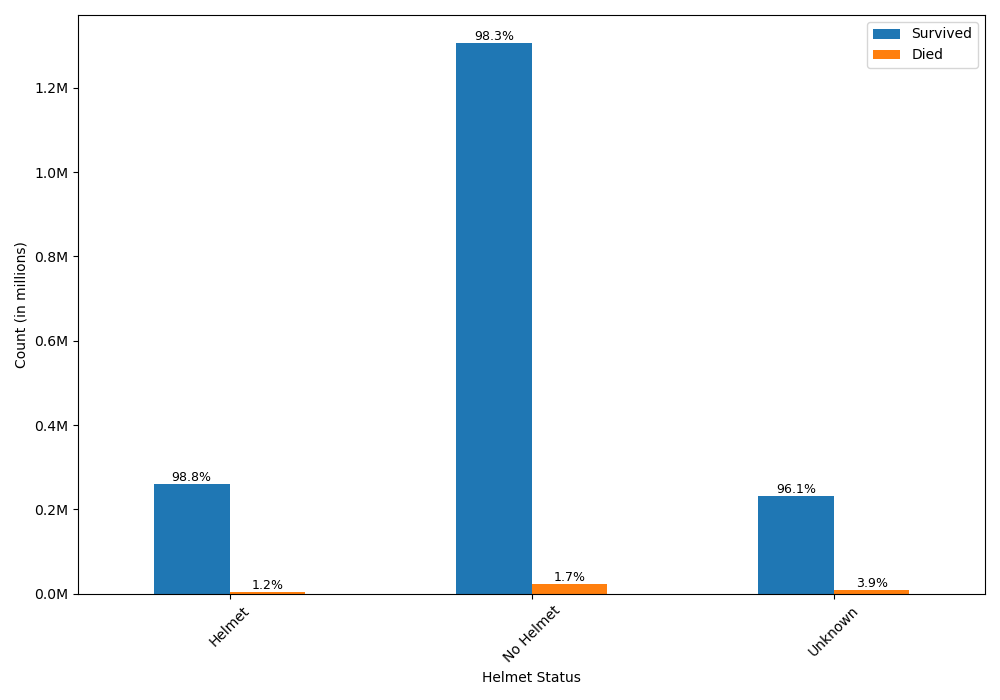 98.3%
Survived
Died
1.2M
1.0M
0.8M
0.6M
0.4M
0.2M
0.0M
Count (in millions)
98.8%
1.2%
1.7%
96.1%
3.9%
Helmet
No Helmet
Unknown
Helmet Status